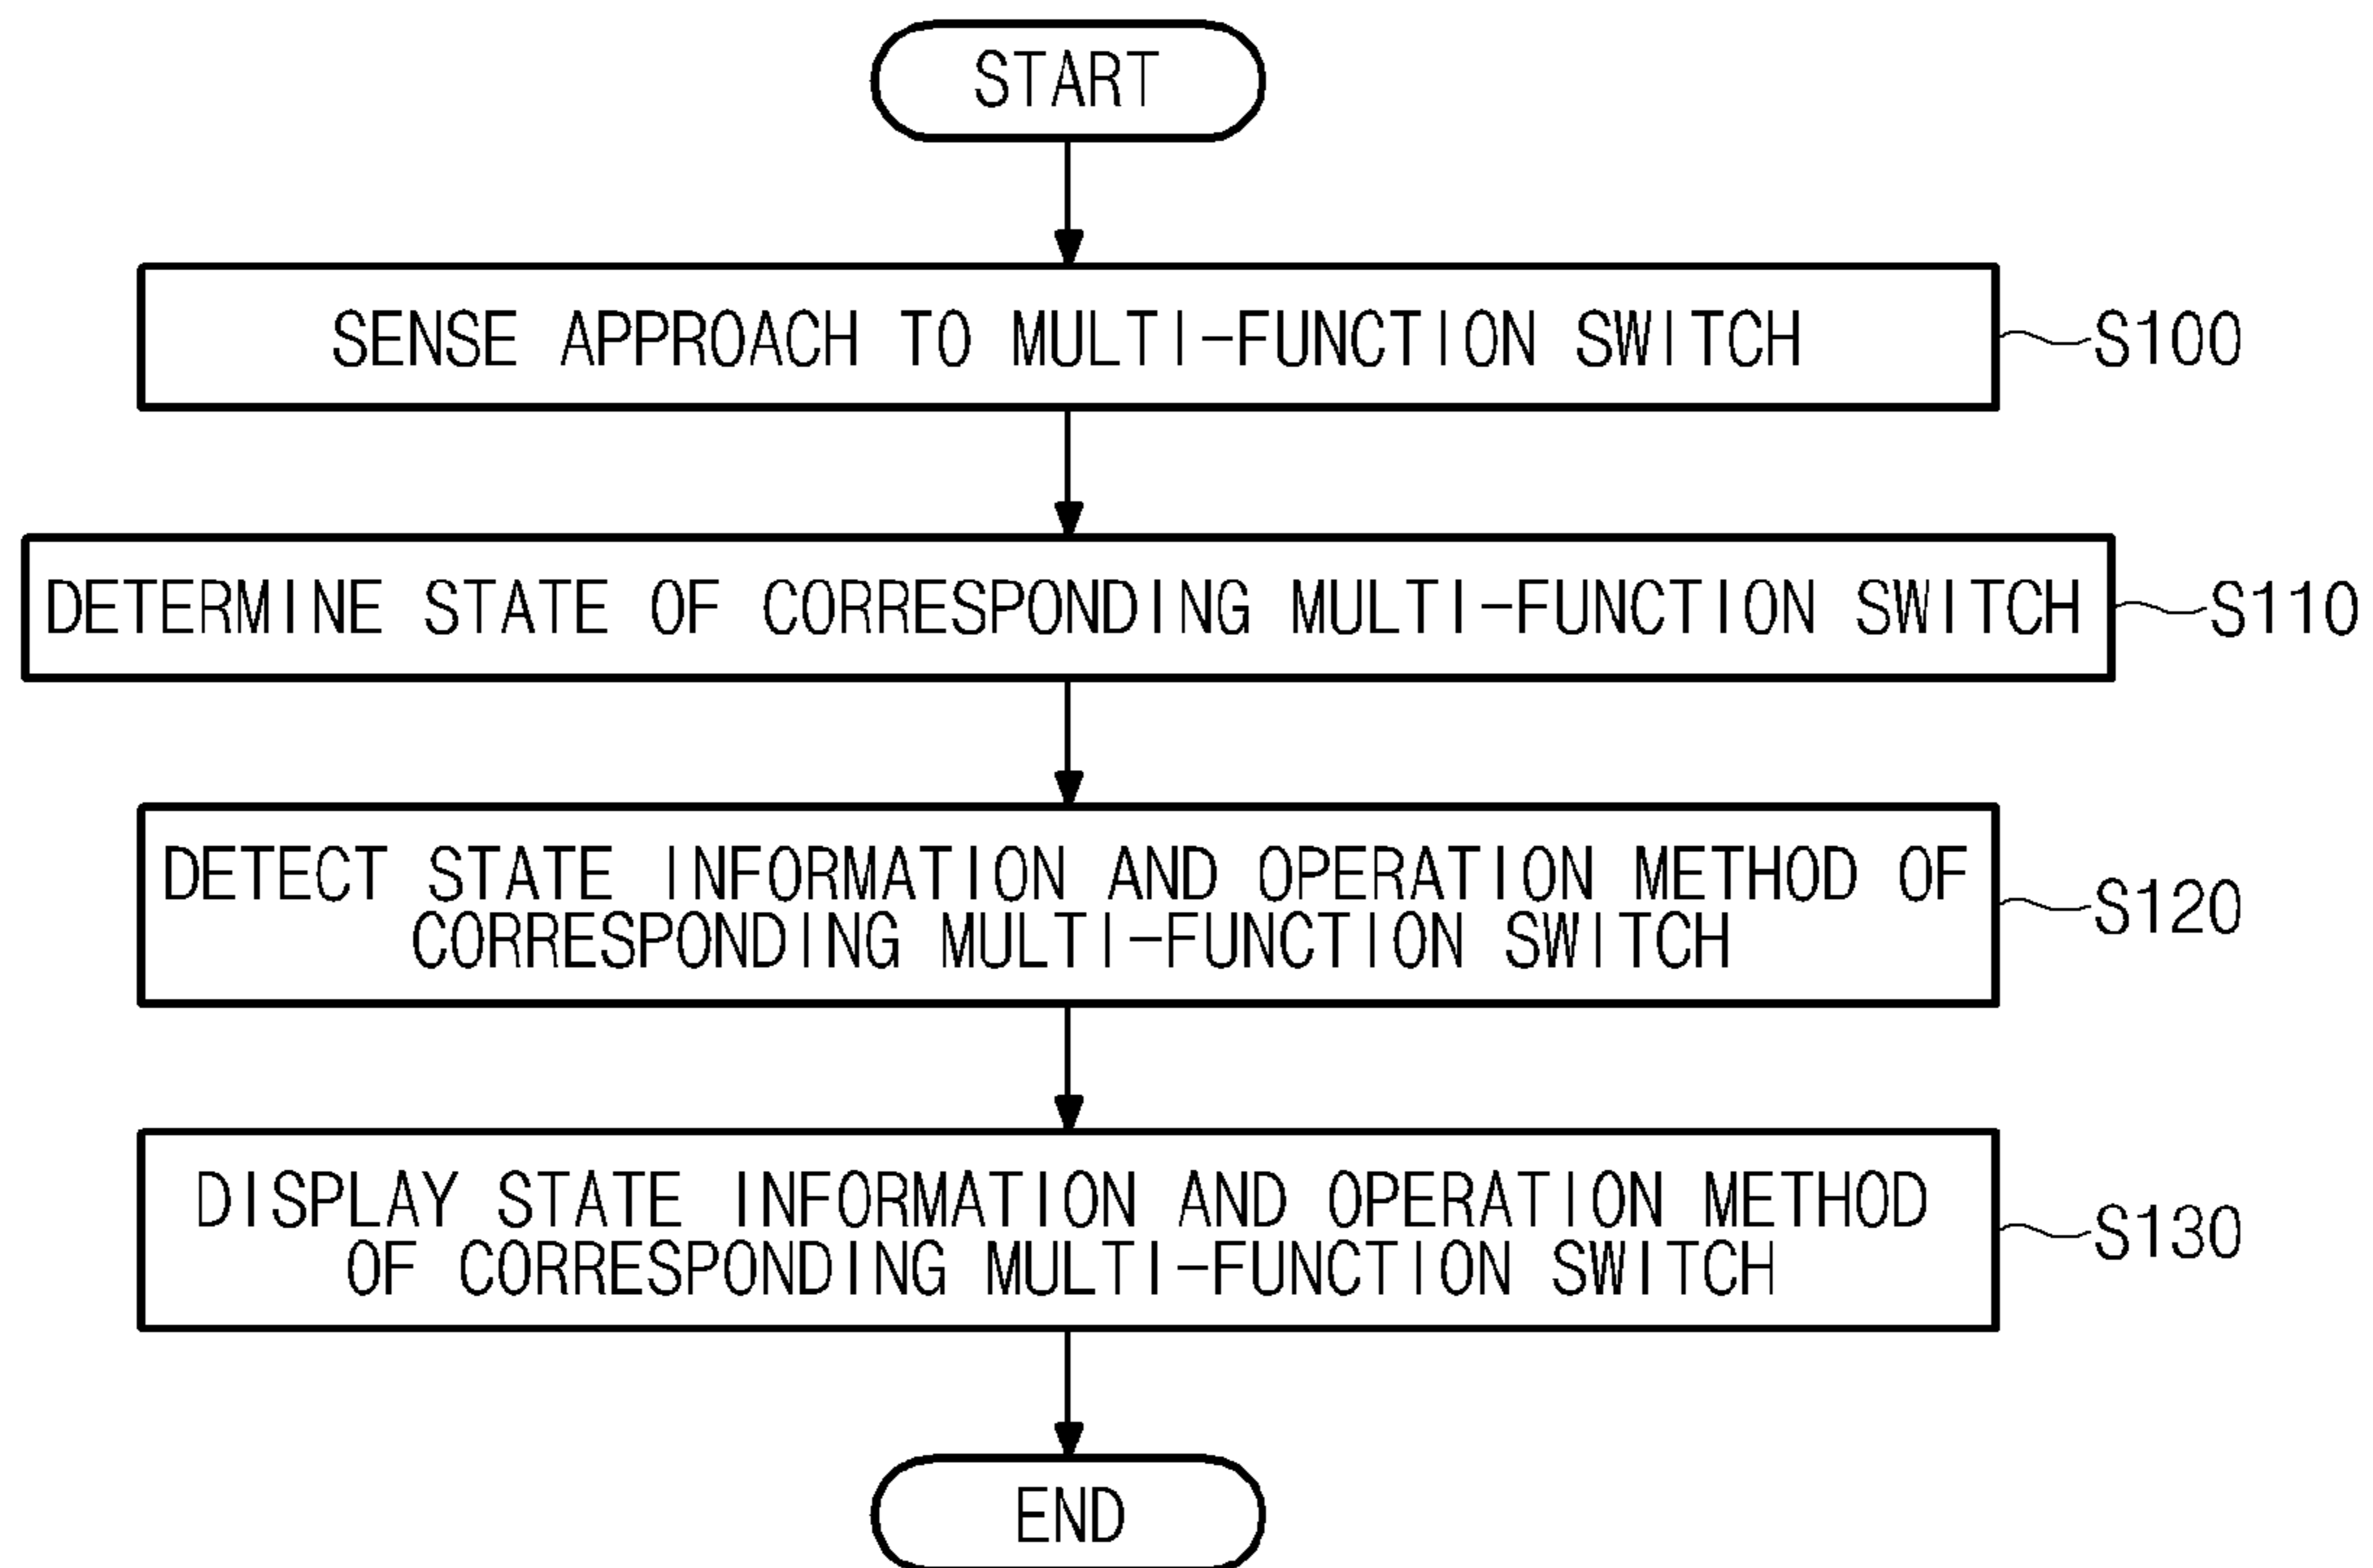 START
SENSE APPROACH TO MULTI-FUNCTION SWITCH
S100
DETERMINE STATE OF CORRESPONDING MULTI-FUNCTION SWITCH
S110
DETECT STATE INFORMATION AND OPERATION METHOD OF
CORRESPONDING MULTI-FUNCTION SWITCH
S120
DISPLAY STATE INFORMATION AND OPERATION METHOD
OF CORRESPONDING MULTI-FUNCTION SWITCH
S130
END